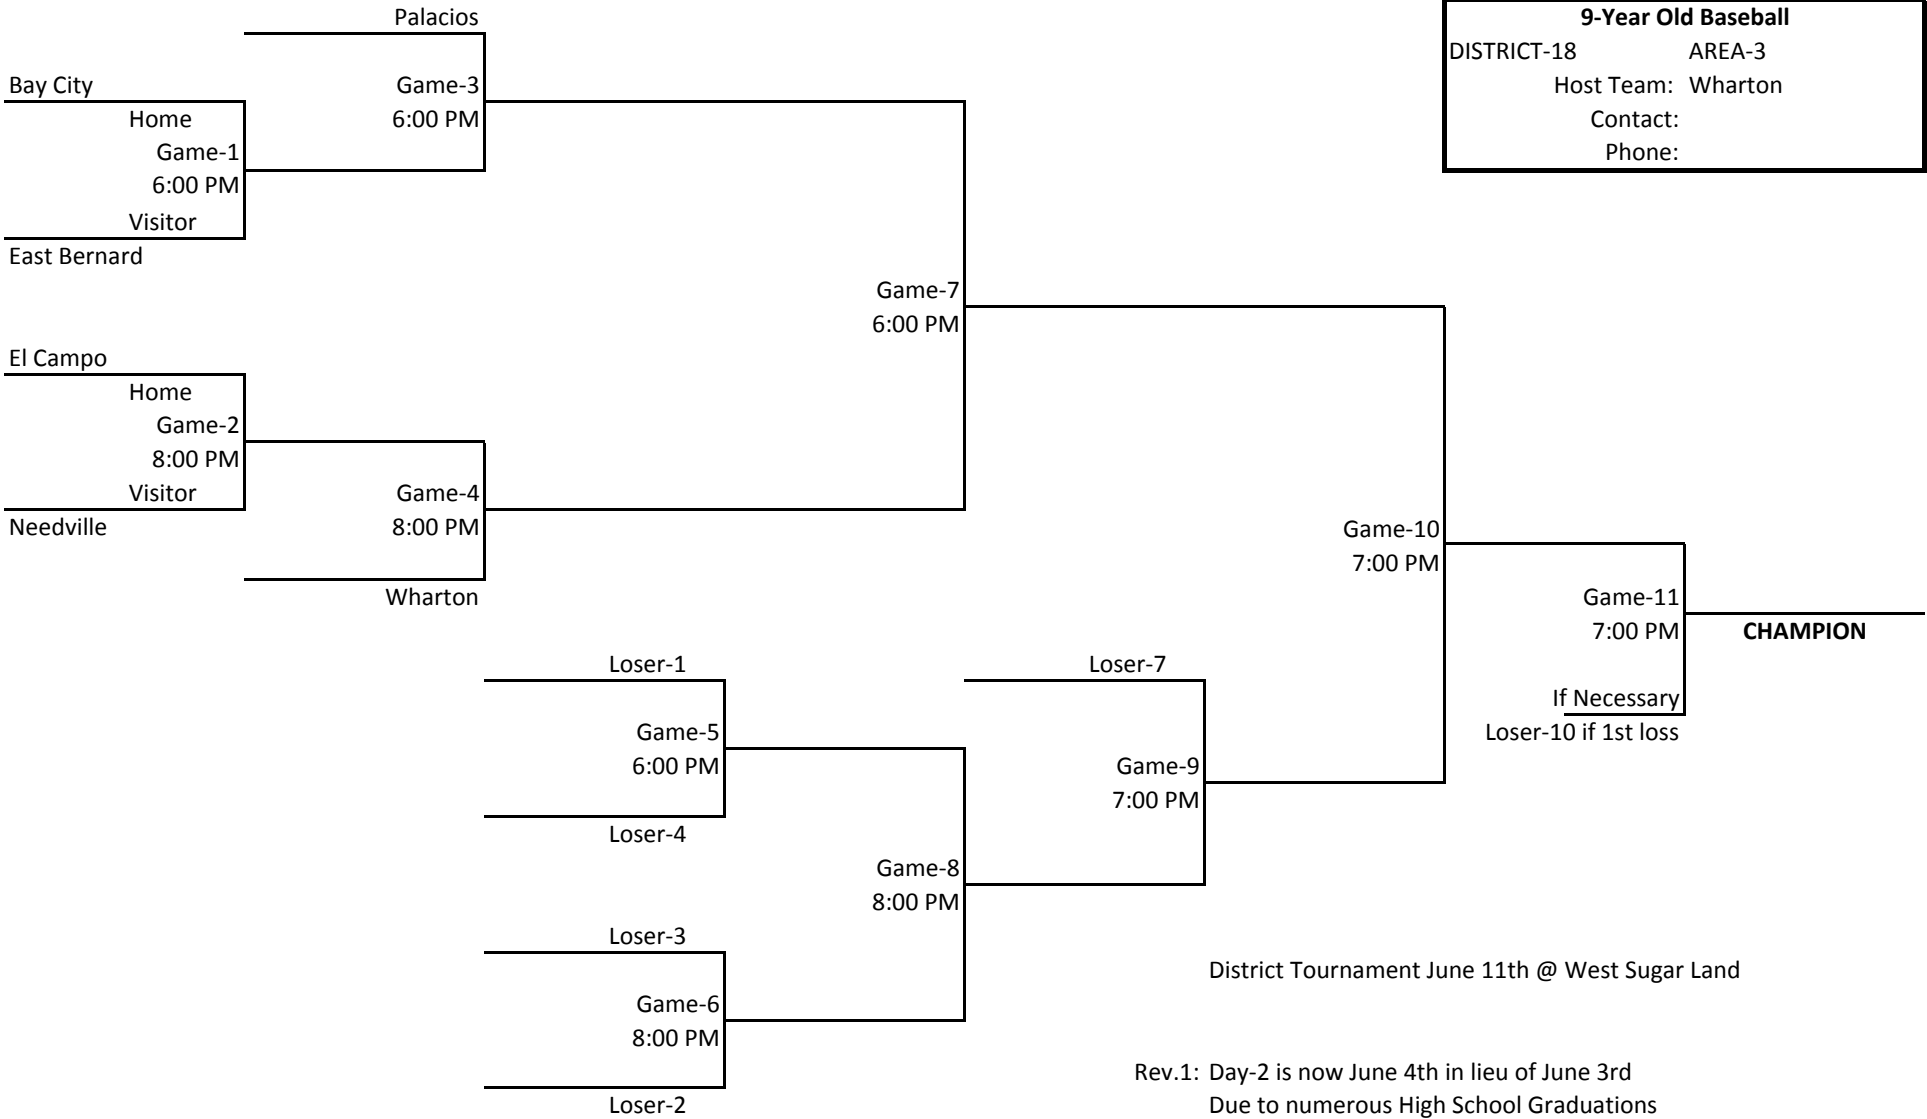 Palacios
9-Year Old Baseball
DISTRICT-18 AREA-3
Host Team: Wharton
Contact:
Phone:
Bay City
Game-3
6:00 PM
Home
Game-1
6:00 PM
Visitor
East Bernard
Game-7
6:00 PM
El Campo
Home
Game-2
8:00 PM
Visitor
Needville
Game-4
8:00 PM
Wharton
Game-10
7:00 PM
Game-11
7:00 PM
CHAMPION
If Necessary
Loser-10 if 1st loss
Loser-1
Game-5
6:00 PM
Loser-4
Loser-7
Game-9
7:00 PM
Game-8
8:00 PM
Loser-3
Game-6
8:00 PM
Loser-2
District Tournament June 11th @ West Sugar Land
Rev.1: Day-2 is now June 4th in lieu of June 3rd
Due to numerous High School Graduations